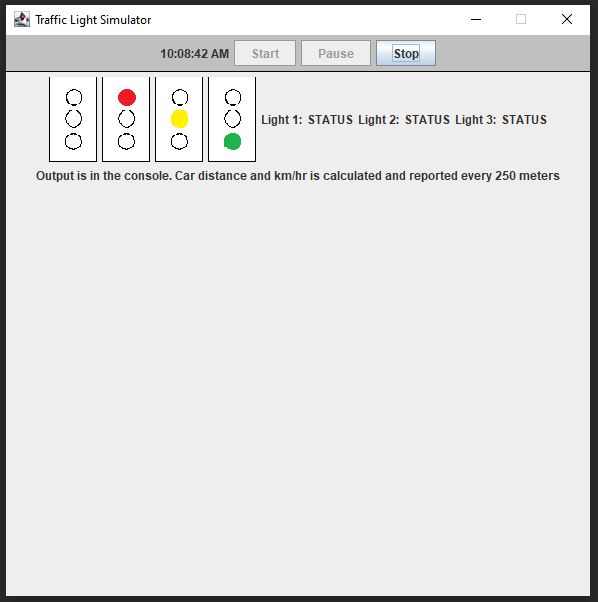 Traffic Light Simulator
10:08:42 AM Start Pause Stop
Light 1: STATUS Light 2: STATUS Light 3: STATUS
Output is in the console. Car distance and km/hr is calculated and reported every 250 meters